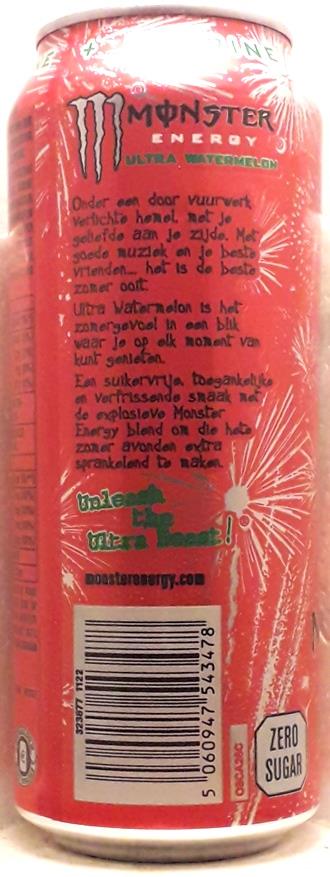 MONSTER
ENERGY
ULTRA WATERMELON
Onder een door vuurwerk
verlichte hemel, met je
geliefde aan je zijde. Met
goede muziek en je beste
vrienden... het is de beste
zomer ooit.
Ultra Watermelon is het
zomergevoel in een blik
waar je op elk moment van
kunt genieten.
Een suikervrije, toegankelijke
en verfrissende smaak met
de explosieve Monster
Energy blend om die hete
zomer avonden extra
sprankelend te maken.
Unleash
the
Ultra Beast!
monsterenergy.com
323877 1122
5 060947 543478
ZERO
SUGAR